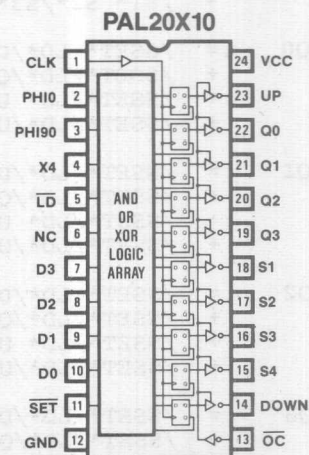 PAL20X10
CLK 1 24 VCC
PHI0 2 23 UP
PHI90 3 22 Q0
X4 4 21 Q1
LD 5 20 Q2
NC 6 19 Q3
D3 7 18 S1
D2 8 17 S2
D1 9 16 S3
D0 10 15 S4
SET 11 14 DOWN
GND 12 13 OC
AND
OR
XOR
LOGIC
ARRAY